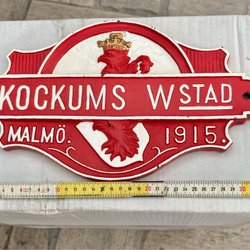 KOCKUMS WSTAD
MALMÖ. 1915.